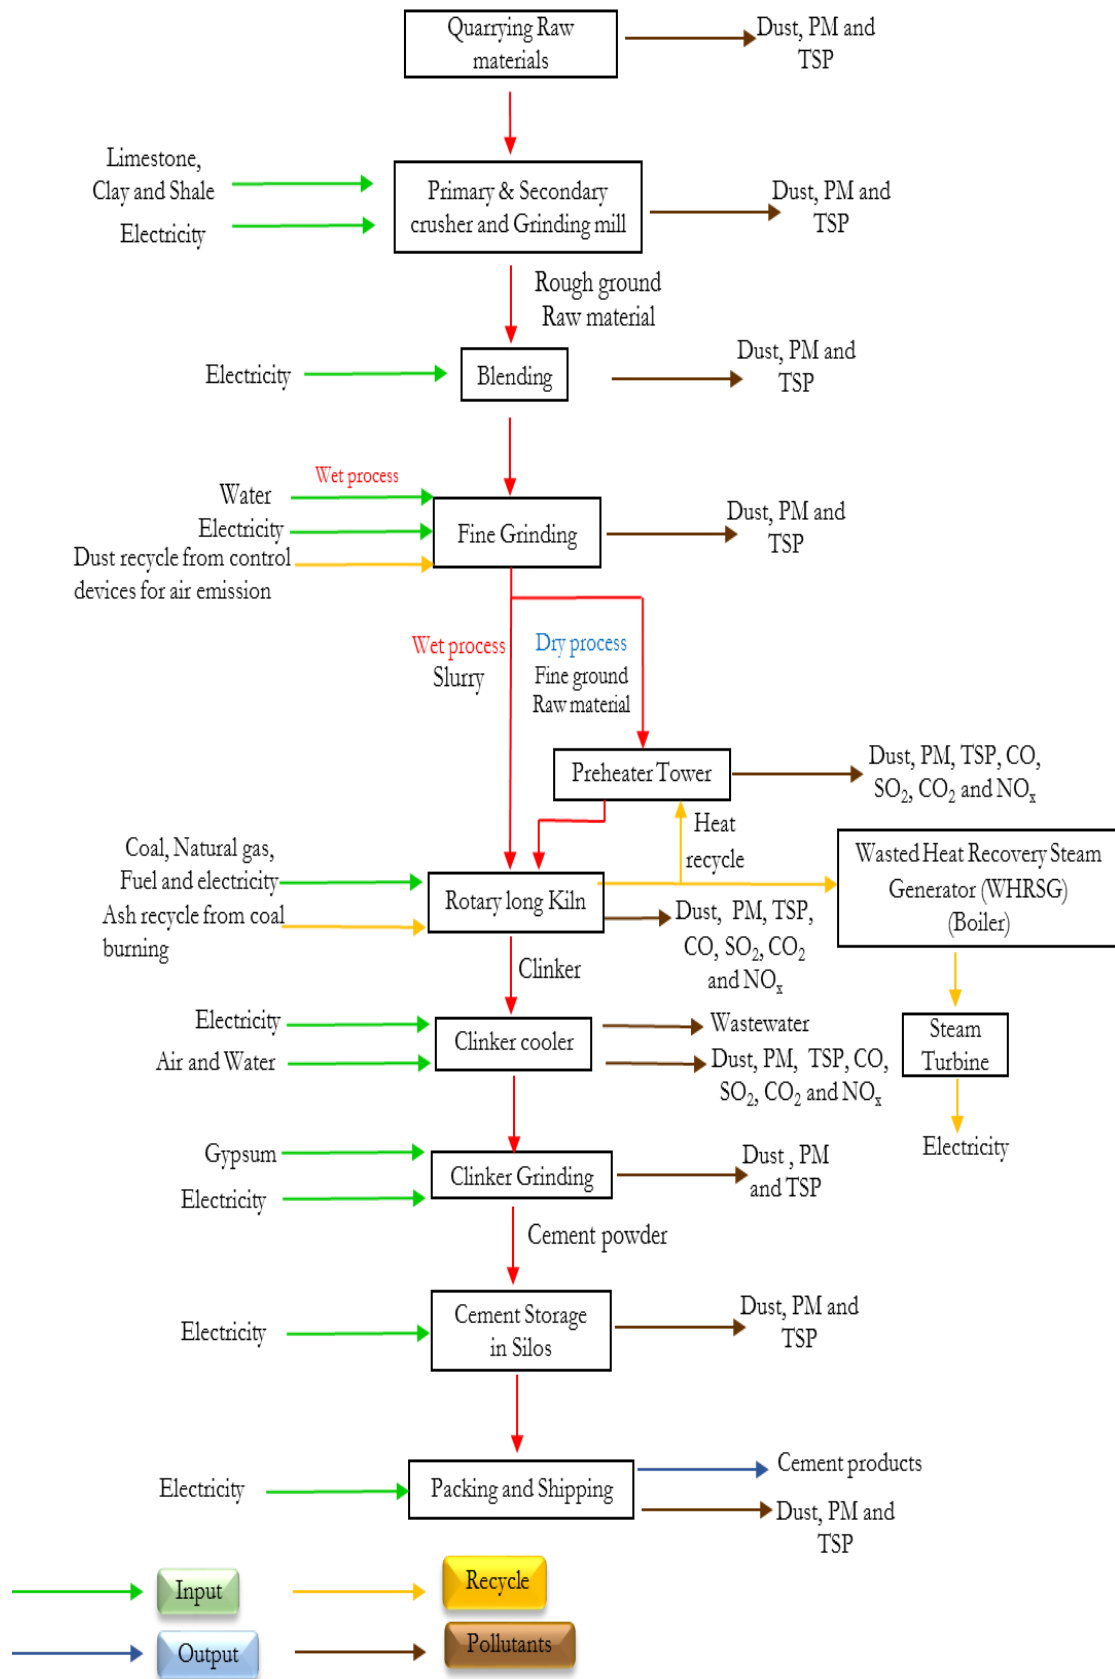 Quarrying Raw
materials
Dust, PM and
TSP
Limestone,
Clay and Shale
Electricity
Primary & Secondary
crusher and Grinding mill
Dust, PM and
TSP
Rough ground
Raw material
Electricity
Blending
Dust, PM and
TSP
Wet process
Water
Electricity
Dust recycle from control
devices for air emission
Fine Grinding
Dust, PM and
TSP
Wet process
Slurry
Dry process
Fine ground
Raw material
Preheater Tower
Dust, PM, TSP, CO,
SO₂, CO₂ and NOₓ
Heat
recycle
Coal, Natural gas,
Fuel and electricity
Ash recycle from coal
burning
Rotary long Kiln
Dust, PM, TSP,
CO, SO₂, CO₂
and NOₓ
Wasted Heat Recovery Steam
Generator (WHRSG)
(Boiler)
Clinker
Electricity
Air and Water
Clinker cooler
Wastewater
Dust, PM, TSP, CO,
SO₂, CO₂ and NOₓ
Steam
Turbine
Electricity
Gypsum
Electricity
Clinker Grinding
Dust , PM
and TSP
Cement powder
Electricity
Cement Storage
in Silos
Dust, PM and
TSP
Electricity
Packing and Shipping
Cement products
Dust, PM and
TSP
Input
Recycle
Output
Pollutants